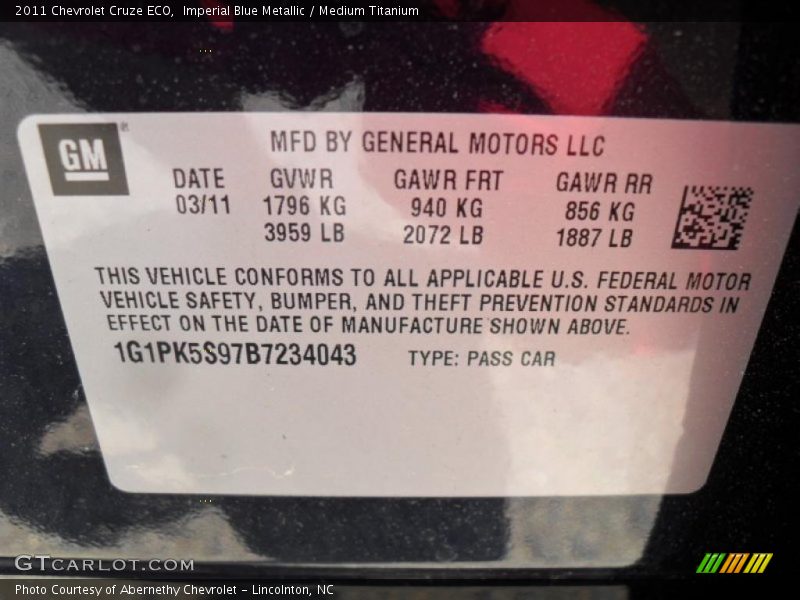 2011 Chevrolet Cruze ECO, Imperial Blue Metallic / Medium Titanium
GM
®
MFD BY GENERAL MOTORS LLC
DATE GVWR GAWR FRT GAWR RR
03/11 1796 KG 940 KG 856 KG
3959 LB 2072 LB 1887 LB
THIS VEHICLE CONFORMS TO ALL APPLICABLE U.S. FEDERAL MOTOR
VEHICLE SAFETY, BUMPER, AND THEFT PREVENTION STANDARDS IN
EFFECT ON THE DATE OF MANUFACTURE SHOWN ABOVE.
1G1PK5S97B7234043 TYPE: PASS CAR
GTCARLOT.COM
Photo Courtesy of Abernethy Chevrolet – Lincolnton, NC